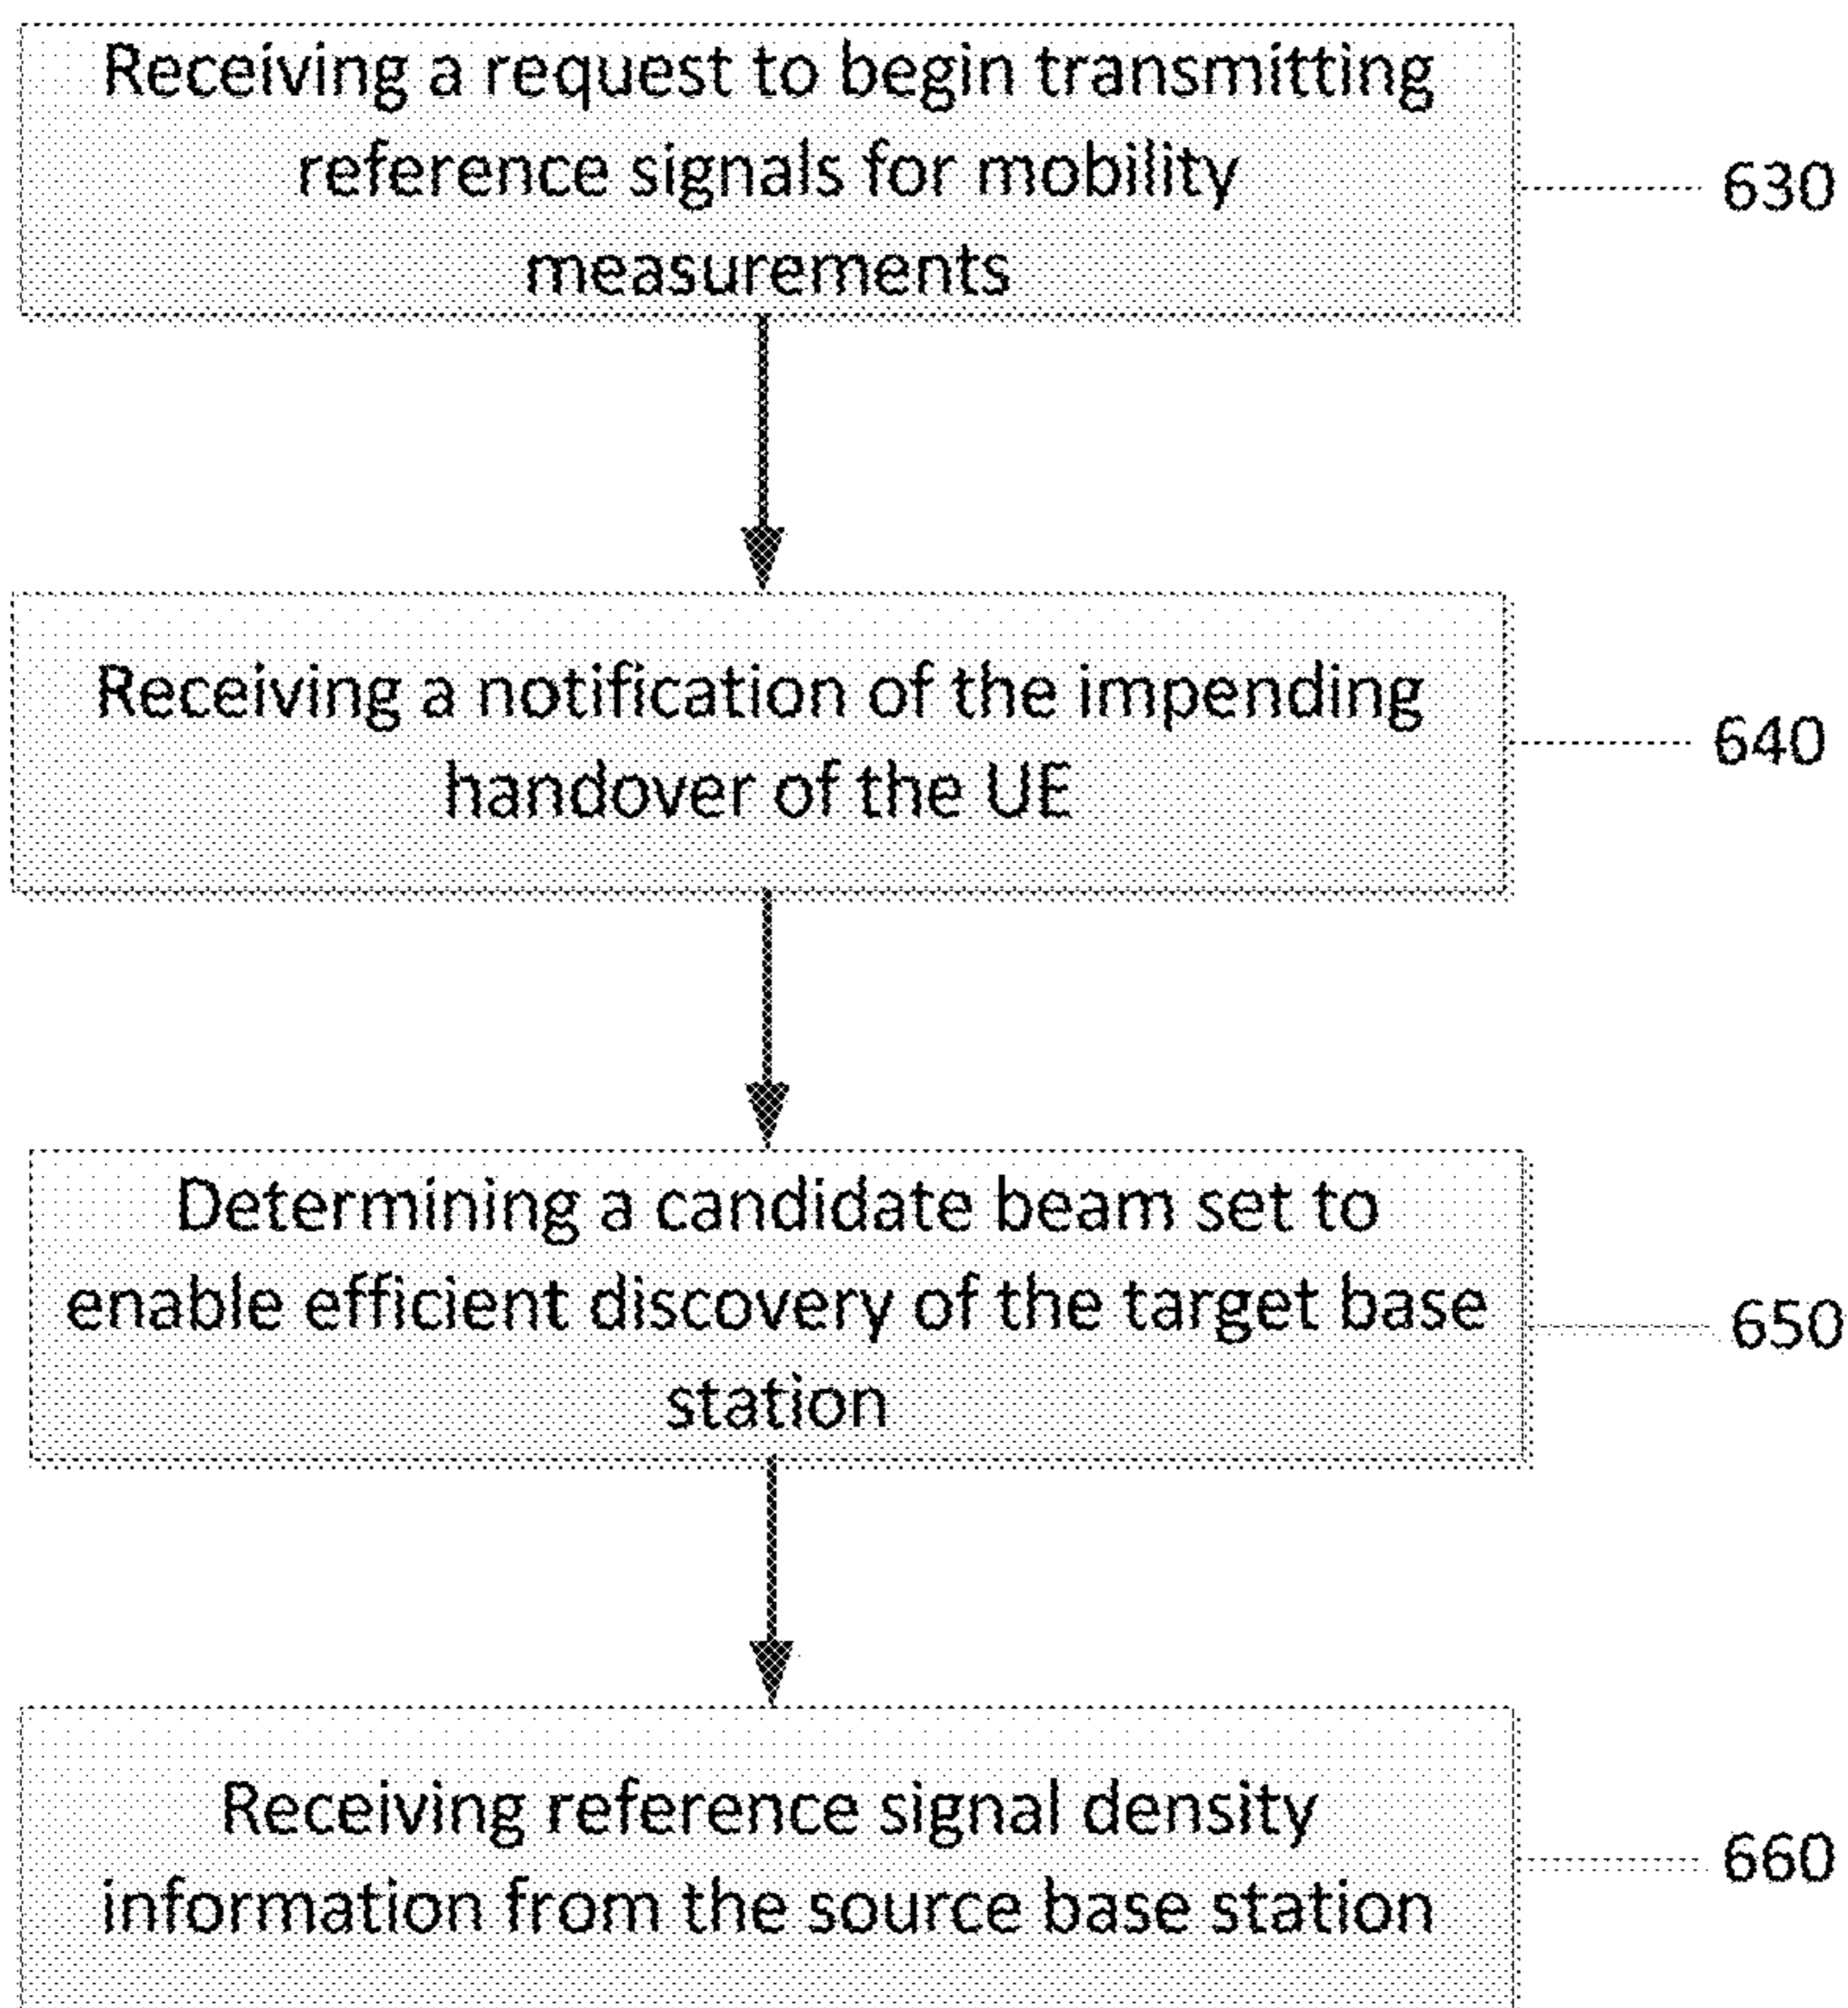 Receiving a request to begin transmitting
reference signals for mobility
measurements
630
Receiving a notification of the impending
handover of the UE
640
Determining a candidate beam set to
enable efficient discovery of the target base
station
650
Receiving reference signal density
information from the source base station
660